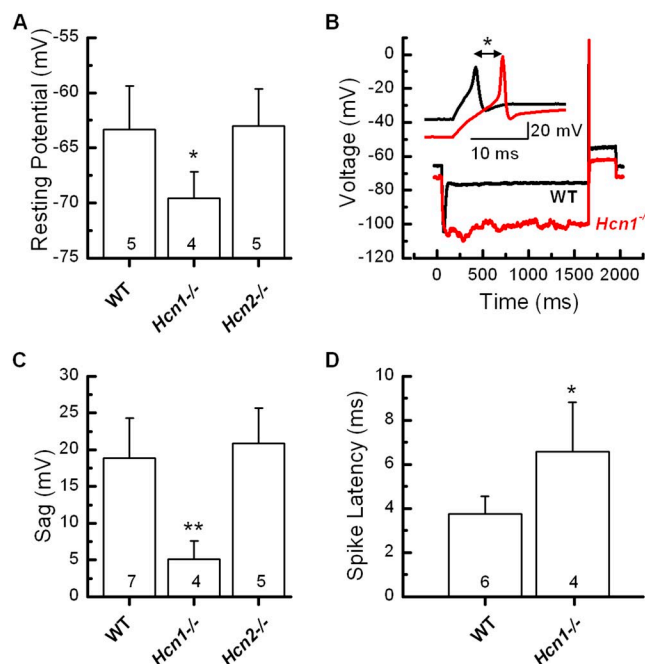 A
Resting Potential (mV)
-55
-60
-65
-70
-75
*
5
4
5
WT
Hcn1-/-
Hcn2-/-
B
Voltage (mV)
0
-20
-40
-60
-80
-100
-120
*
20 mV
10 ms
WT
Hcn1-/
0 500 1000 1500 2000
Time (ms)
C
Sag (mV)
30
25
20
15
10
5
0
**
7
4
5
WT
Hcn1-/-
Hcn2-/-
D
Spike Latency (ms)
10
8
6
4
2
0
*
6
4
WT
Hcn1-/-